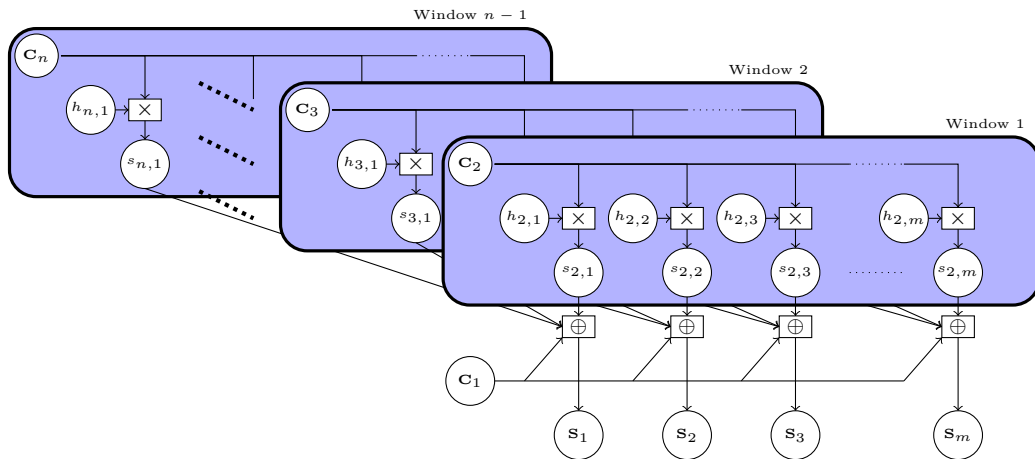 Window n − 1
C_n
Window 2
h_{n,1} ×
C_3
Window 1
s_{n,1}
h_{3,1} ×
C_2
s_{3,1}
h_{2,1} × h_{2,2} × h_{2,3} × h_{2,m} ×
s_{2,1} s_{2,2} s_{2,3} s_{2,m}
⊕ ⊕ ⊕ ⊕
C_1
S_1 S_2 S_3 S_m